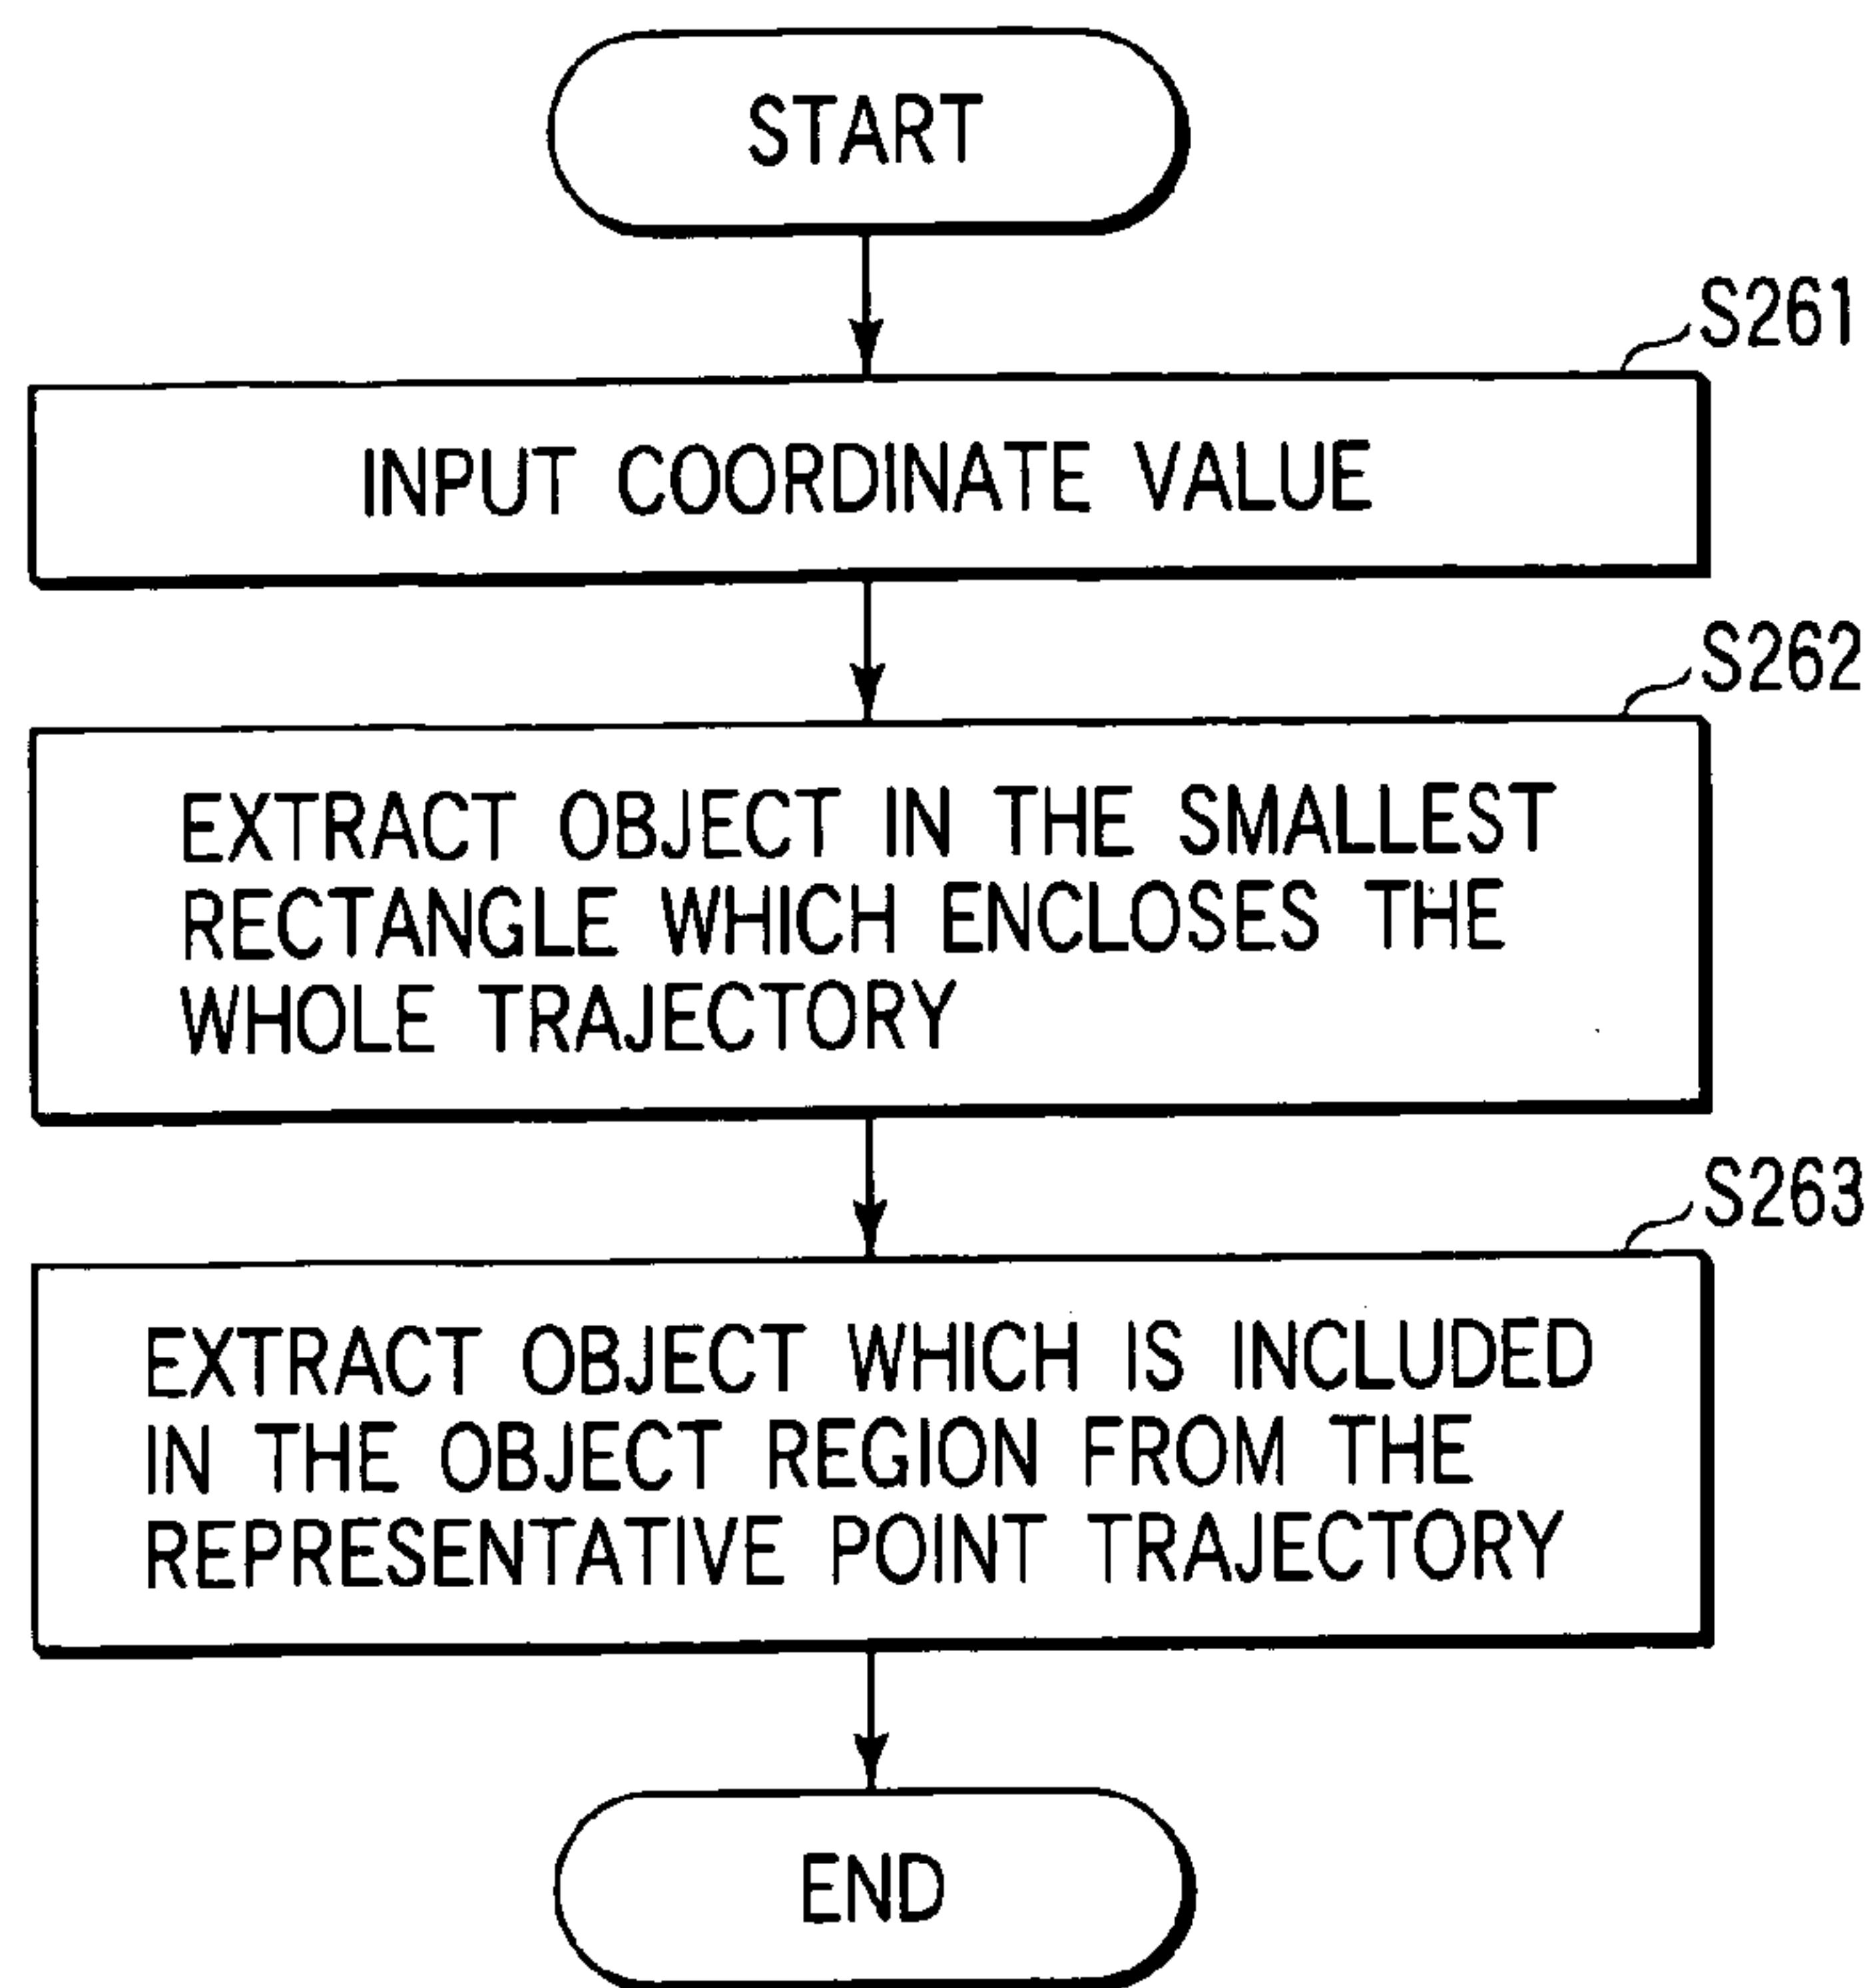 START
S261
INPUT COORDINATE VALUE
S262
EXTRACT OBJECT IN THE SMALLEST
RECTANGLE WHICH ENCLOSES THE
WHOLE TRAJECTORY
S263
EXTRACT OBJECT WHICH IS INCLUDED
IN THE OBJECT REGION FROM THE
REPRESENTATIVE POINT TRAJECTORY
END